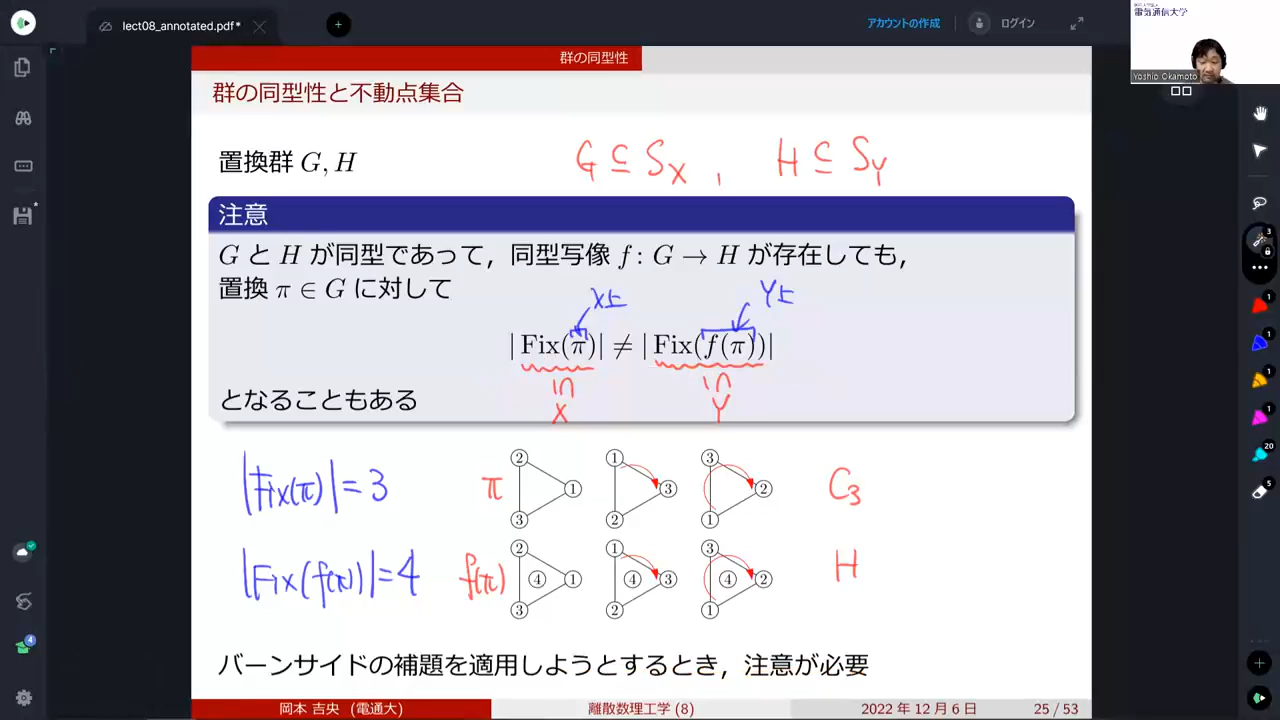 lect08_annotated.pdf*
アカウントの作成
ログイン
電気通信大学
Yoshio Okamoto
群の同型性
群の同型性と不動点集合
置換群 G, H
G ⊆ S_X , H ⊆ S_Y
注意
G と H が同型であって，同型写像 f : G → H が存在しても，
置換 π ∈ G に対して
X上 Y上
| Fix(π)| ≠ | Fix(f(π))|
X Y
となることもある
|Fix(π)| = 3
π
2 1 3
1 3 2
3 2 1
C_3
|Fix(f(π))| = 4
f(π)
2 4 1 3
1 4 3 2
3 4 2 1
H
バーンサイドの補題を適用しようとするとき，注意が必要
岡本 吉央 (電通大)
離散数理工学 (8)
2022 年 12 月 6 日
25 / 53
3
1
1
1
1
20
5
4